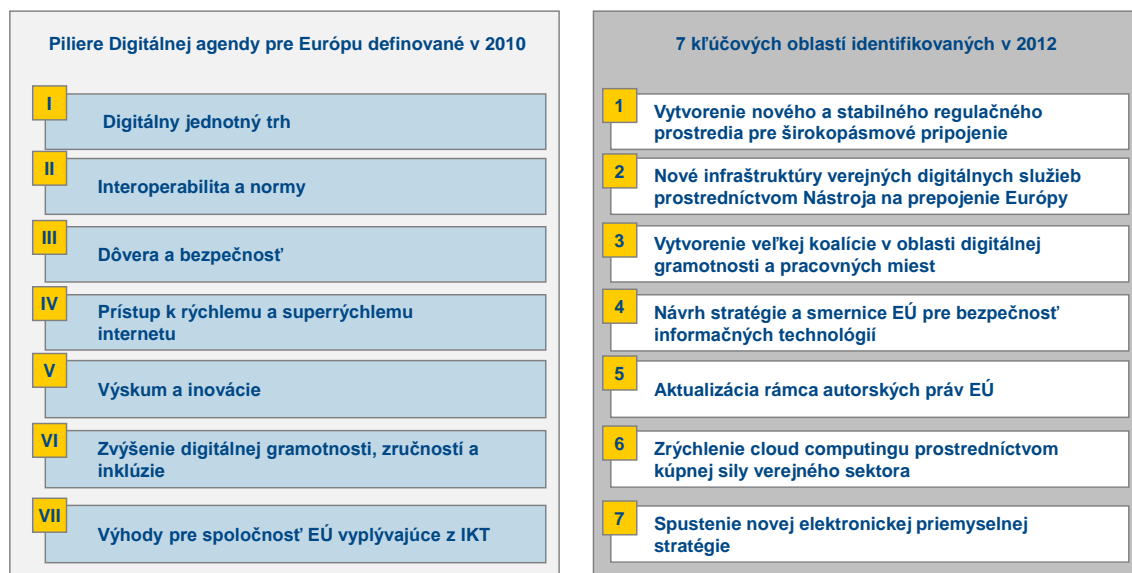 Piliere Digitálnej agendy pre Európu definované v 2010
I
Digitálny jednotný trh
II
Interoperabilita a normy
III
Dôvera a bezpečnosť
IV
Prístup k rýchlemu a superrýchlemu
internetu
V
Výskum a inovácie
VI
Zvýšenie digitálnej gramotnosti, zručností a
inklúzie
VII
Výhody pre spoločnosť EÚ vyplývajúce z IKT
7 kľúčových oblastí identifikovaných v 2012
1
Vytvorenie nového a stabilného regulačného
prostredia pre širokopásmové pripojenie
2
Nové infraštruktúry verejných digitálnych služieb
prostredníctvom Nástroja na prepojenie Európy
3
Vytvorenie veľkej koalície v oblasti digitálnej
gramotnosti a pracovných miest
4
Návrh stratégie a smernice EÚ pre bezpečnosť
informačných technológií
5
Aktualizácia rámca autorských práv EÚ
6
Zrýchlenie cloud computingu prostredníctvom
kúpnej sily verejného sektora
7
Spustenie novej elektronickej priemyselnej
stratégie